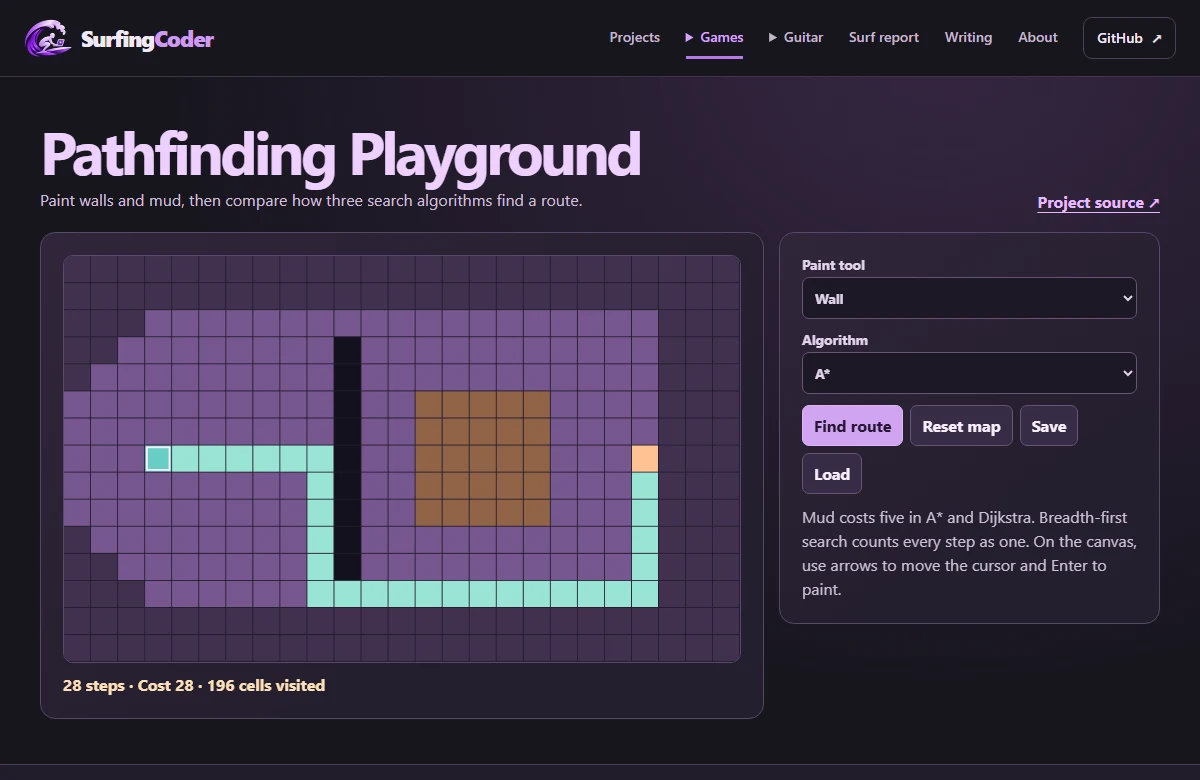 SurfingCoder
Projects ▶ Games ▶ Guitar Surf report Writing About GitHub ↗
Pathfinding Playground
Paint walls and mud, then compare how three search algorithms find a route.
Project source ↗
Paint tool
Wall
Algorithm
A*
Find route Reset map Save
Load
Mud costs five in A* and Dijkstra. Breadth-first
search counts every step as one. On the canvas,
use arrows to move the cursor and Enter to
paint.
28 steps · Cost 28 · 196 cells visited